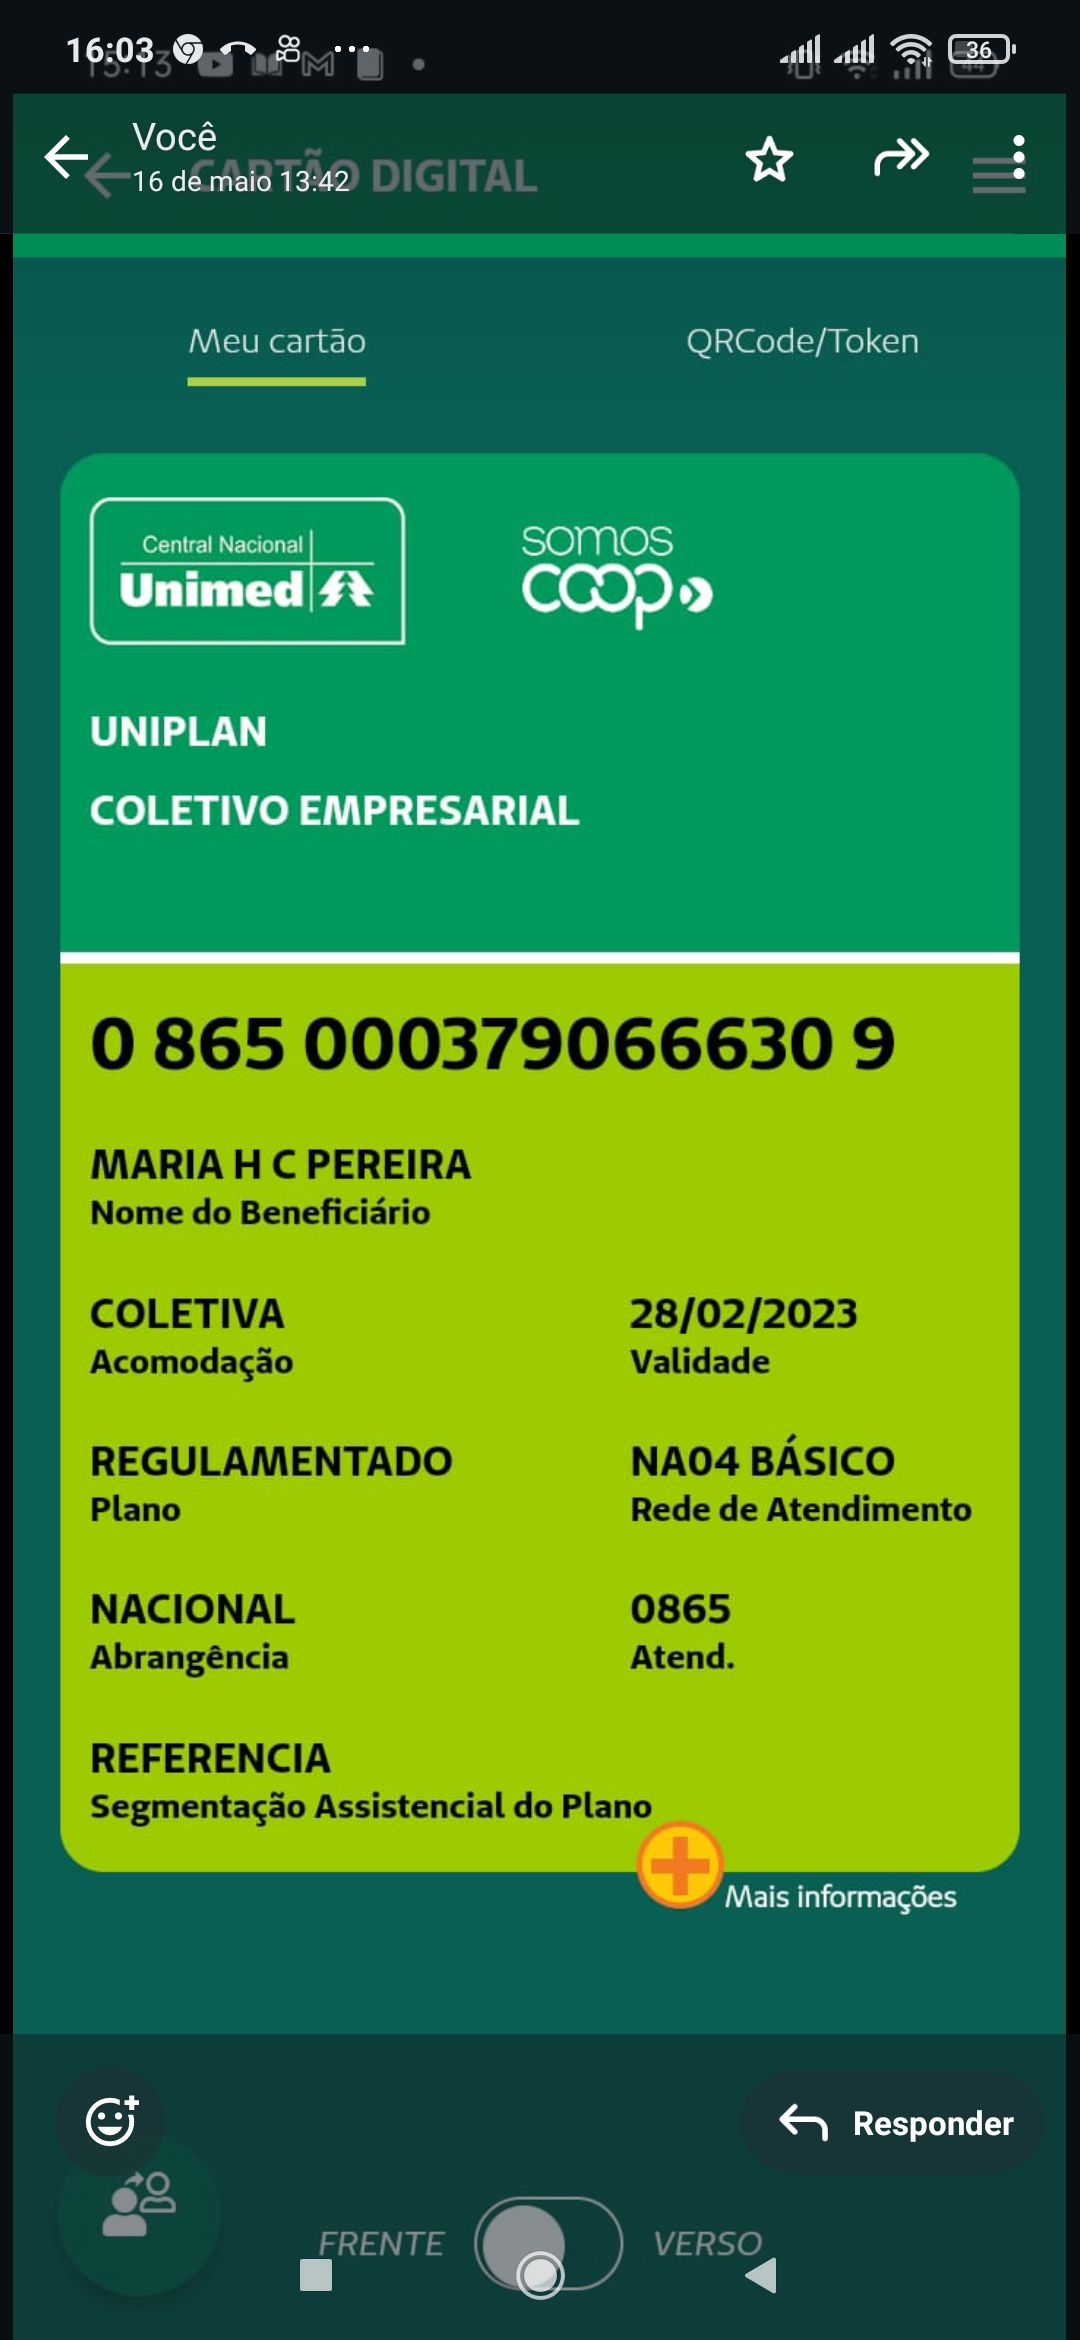 16:03
15:13
36
44
Você
16 de maio 13:42
CARTÃO DIGITAL
Meu cartão
QRCode/Token
Central Nacional
Unimed
somos
coop
UNIPLAN
COLETIVO EMPRESARIAL
0 865 000379066630 9
MARIA H C PEREIRA
Nome do Beneficiário
COLETIVA
28/02/2023
Acomodação
Validade
REGULAMENTADO
NA04 BÁSICO
Plano
Rede de Atendimento
NACIONAL
0865
Abrangência
Atend.
REFERENCIA
Segmentação Assistencial do Plano
Mais informações
Responder
FRENTE
VERSO